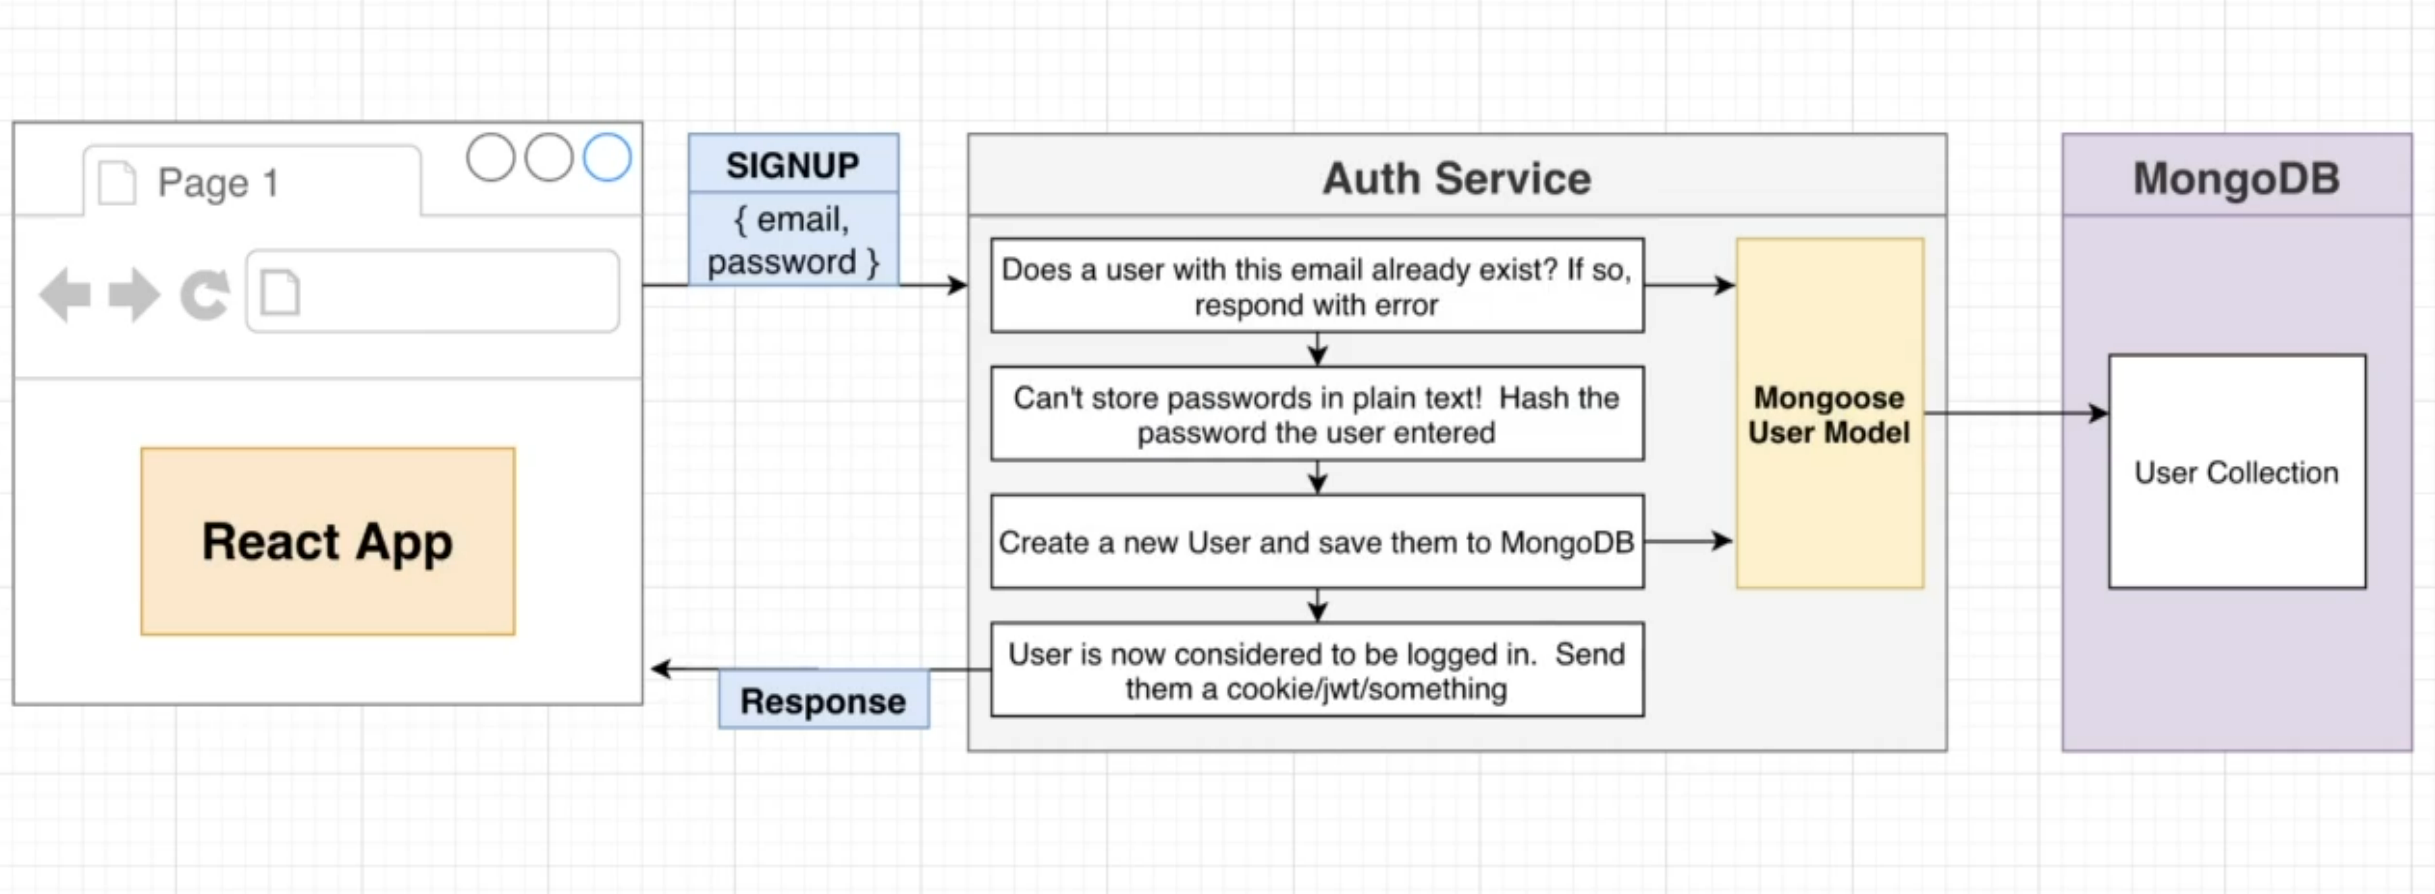 Page 1
React App
SIGNUP
{ email,
password }
Response
Auth Service
Does a user with this email already exist? If so,
respond with error
Can't store passwords in plain text!  Hash the
password the user entered
Create a new User and save them to MongoDB
User is now considered to be logged in.  Send
them a cookie/jwt/something
Mongoose
User Model
MongoDB
User Collection